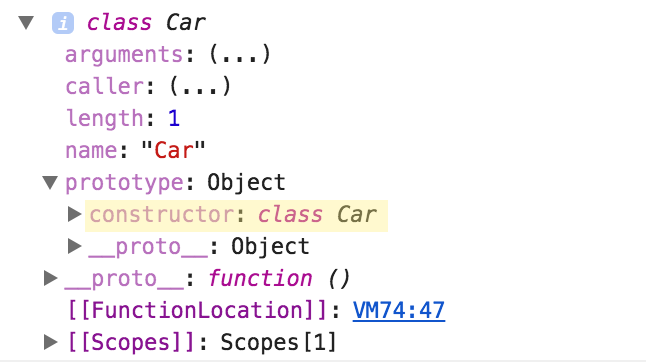 i class Car
arguments: (...)
caller: (...)
length: 1
name: "Car"
prototype: Object
constructor: class Car
__proto__: Object
__proto__: function ()
[[FunctionLocation]]: VM74:47
[[Scopes]]: Scopes[1]